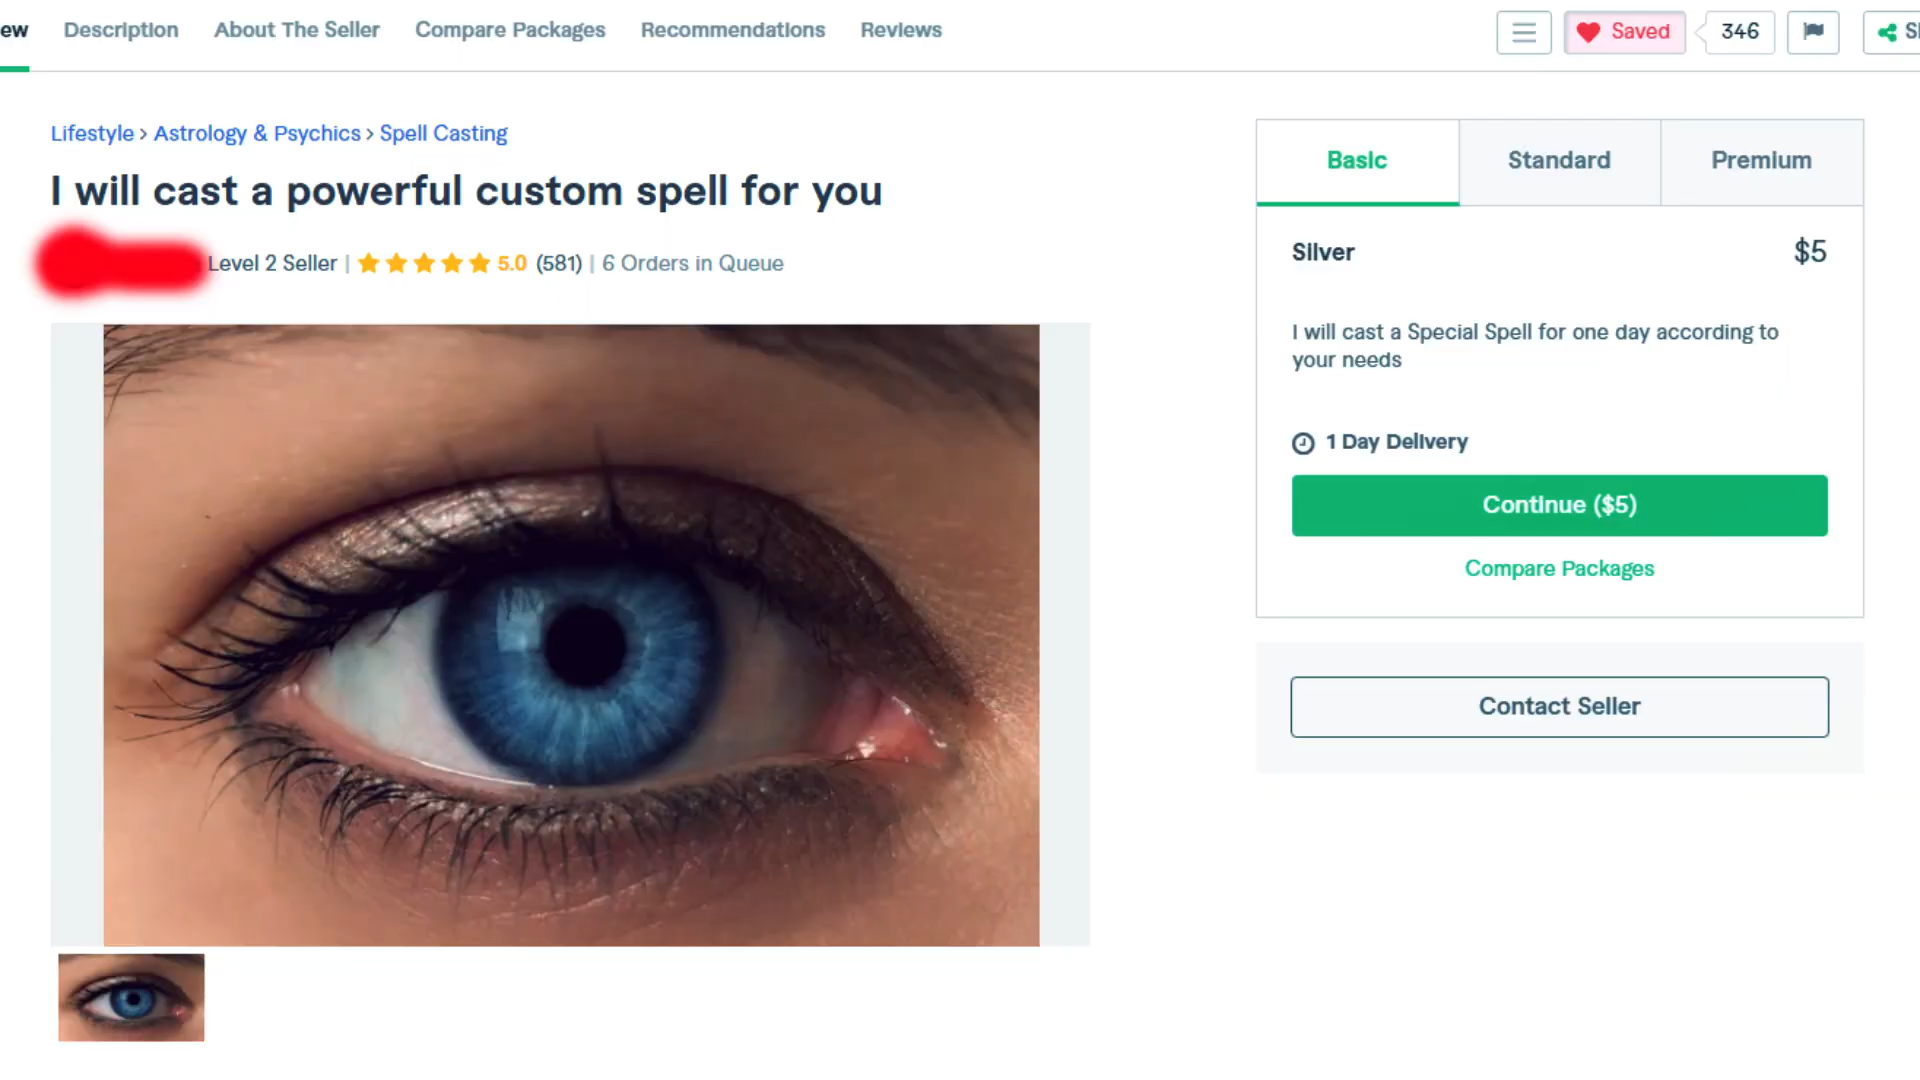 ew Description About The Seller Compare Packages Recommendations Reviews Saved 346
Lifestyle > Astrology & Psychics > Spell Casting
I will cast a powerful custom spell for you
Level 2 Seller | 5.0 (581) | 6 Orders in Queue
Basic Standard Premium
Silver $5
I will cast a Special Spell for one day according to
your needs
1 Day Delivery
Continue ($5)
Compare Packages
Contact Seller